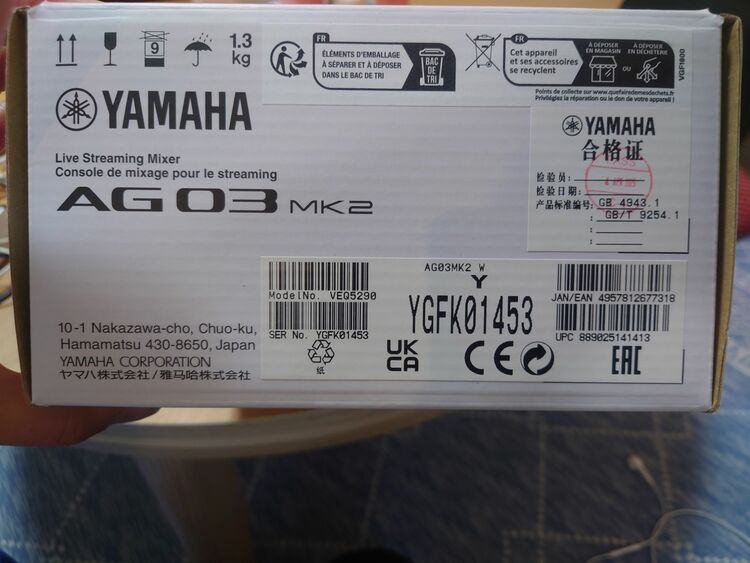 9
1.3
kg
FR
ÉLÉMENTS D'EMBALLAGE
À SÉPARER ET À DÉPOSER
DANS LE BAC DE TRI
BAC
DE
TRI
FR
Cet appareil
et ses accessoires
se recyclent
À DÉPOSER
EN MAGASIN
OU
À DÉPOSER
EN DÉCHÈTERIE
Points de collecte sur www.quefairedemesdechets.fr
Privilégiez la réparation ou le don de votre appareil !
VGF1800
YAMAHA
Live Streaming Mixer
Console de mixage pour le streaming
AG03 MK2
YAMAHA
合格证
检验员:
检验日期:
产品标准编号: GB 4943.1
: GB/T 9254.1
:
:
AG03MK2 W
Y
ModelNo. VEQ5290
YGFK01453
JAN/EAN 4957812677318
SER No. YGFK01453
UPC 889025141413
纸
UK
CA
CE
EAC
10-1 Nakazawa-cho, Chuo-ku,
Hamamatsu 430-8650, Japan
YAMAHA CORPORATION
ヤマハ株式会社/雅马哈株式会社